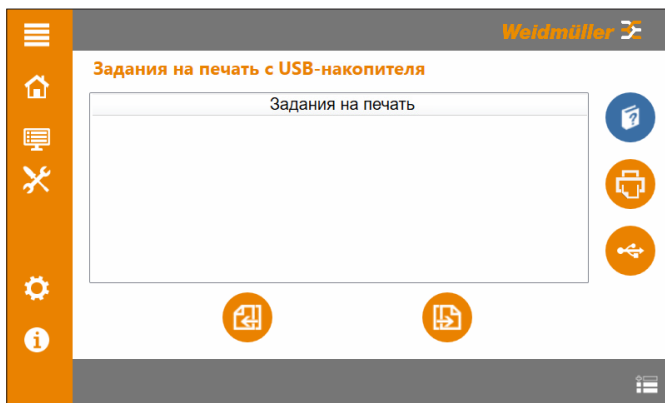 Weidmüller
Задания на печать с USB-накопителя
Задания на печать